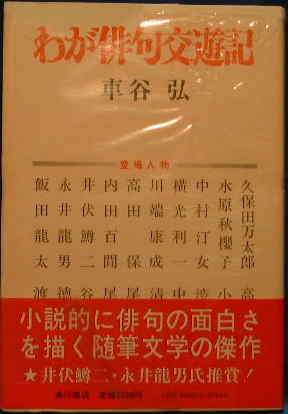 わが俳句交遊記
車谷 弘
登場人物
久保田万太郎
水原秋櫻子
中村汀女
横光利一
川端康成
高田保
内田百閒
井伏鱒二
永井龍男
飯田龍太
小説的に俳句の面白さ
を描く随筆文学の傑作
★井伏鱒二・永井龍男氏推賞!